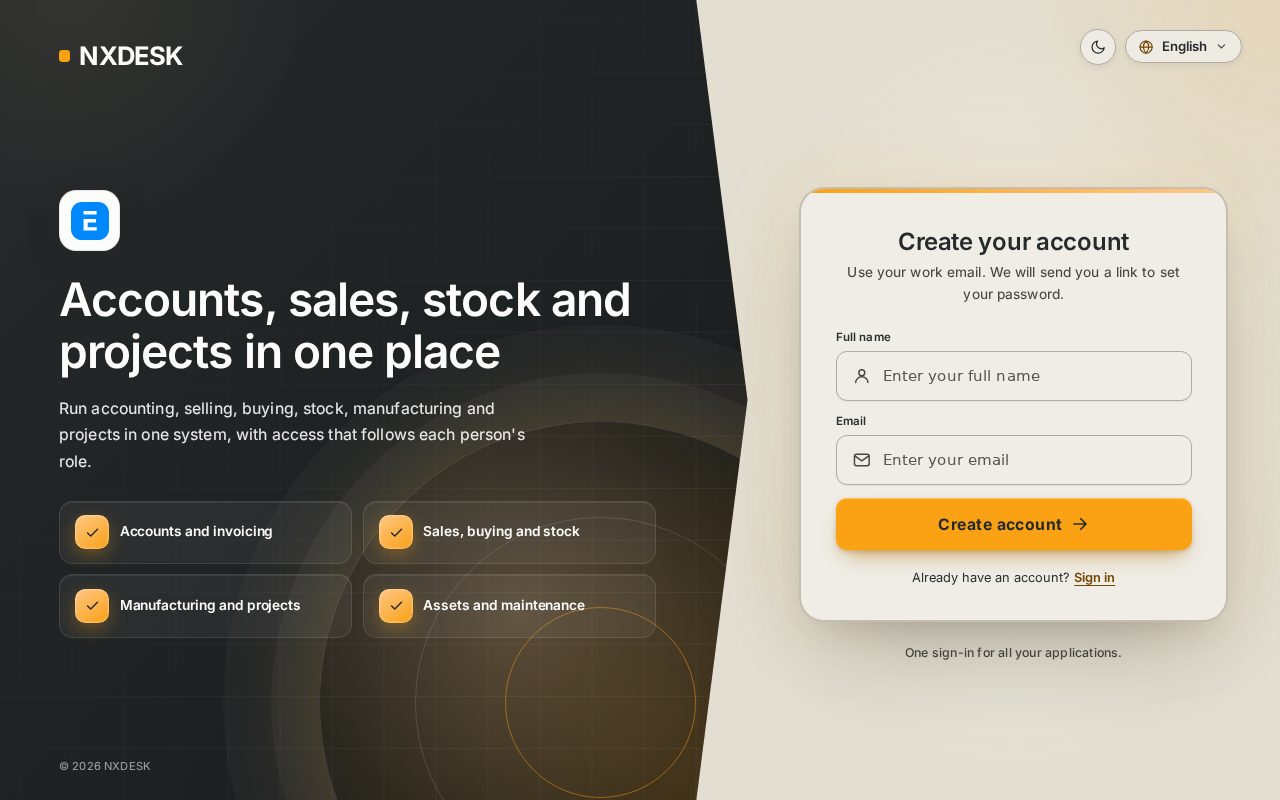 NXDESK
English
Accounts, sales, stock and
projects in one place
Run accounting, selling, buying, stock, manufacturing and
projects in one system, with access that follows each person's
role.
Accounts and invoicing
Sales, buying and stock
Manufacturing and projects
Assets and maintenance
© 2026 NXDESK
Create your account
Use your work email. We will send you a link to set
your password.
Full name
Enter your full name
Email
Enter your email
Create account
Already have an account? Sign in
One sign-in for all your applications.